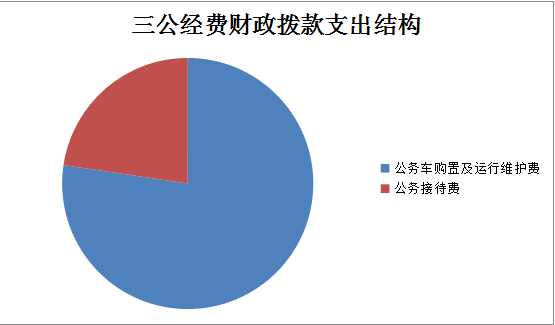 三公经费财政拨款支出结构
公务车购置及运行维护费
公务接待费